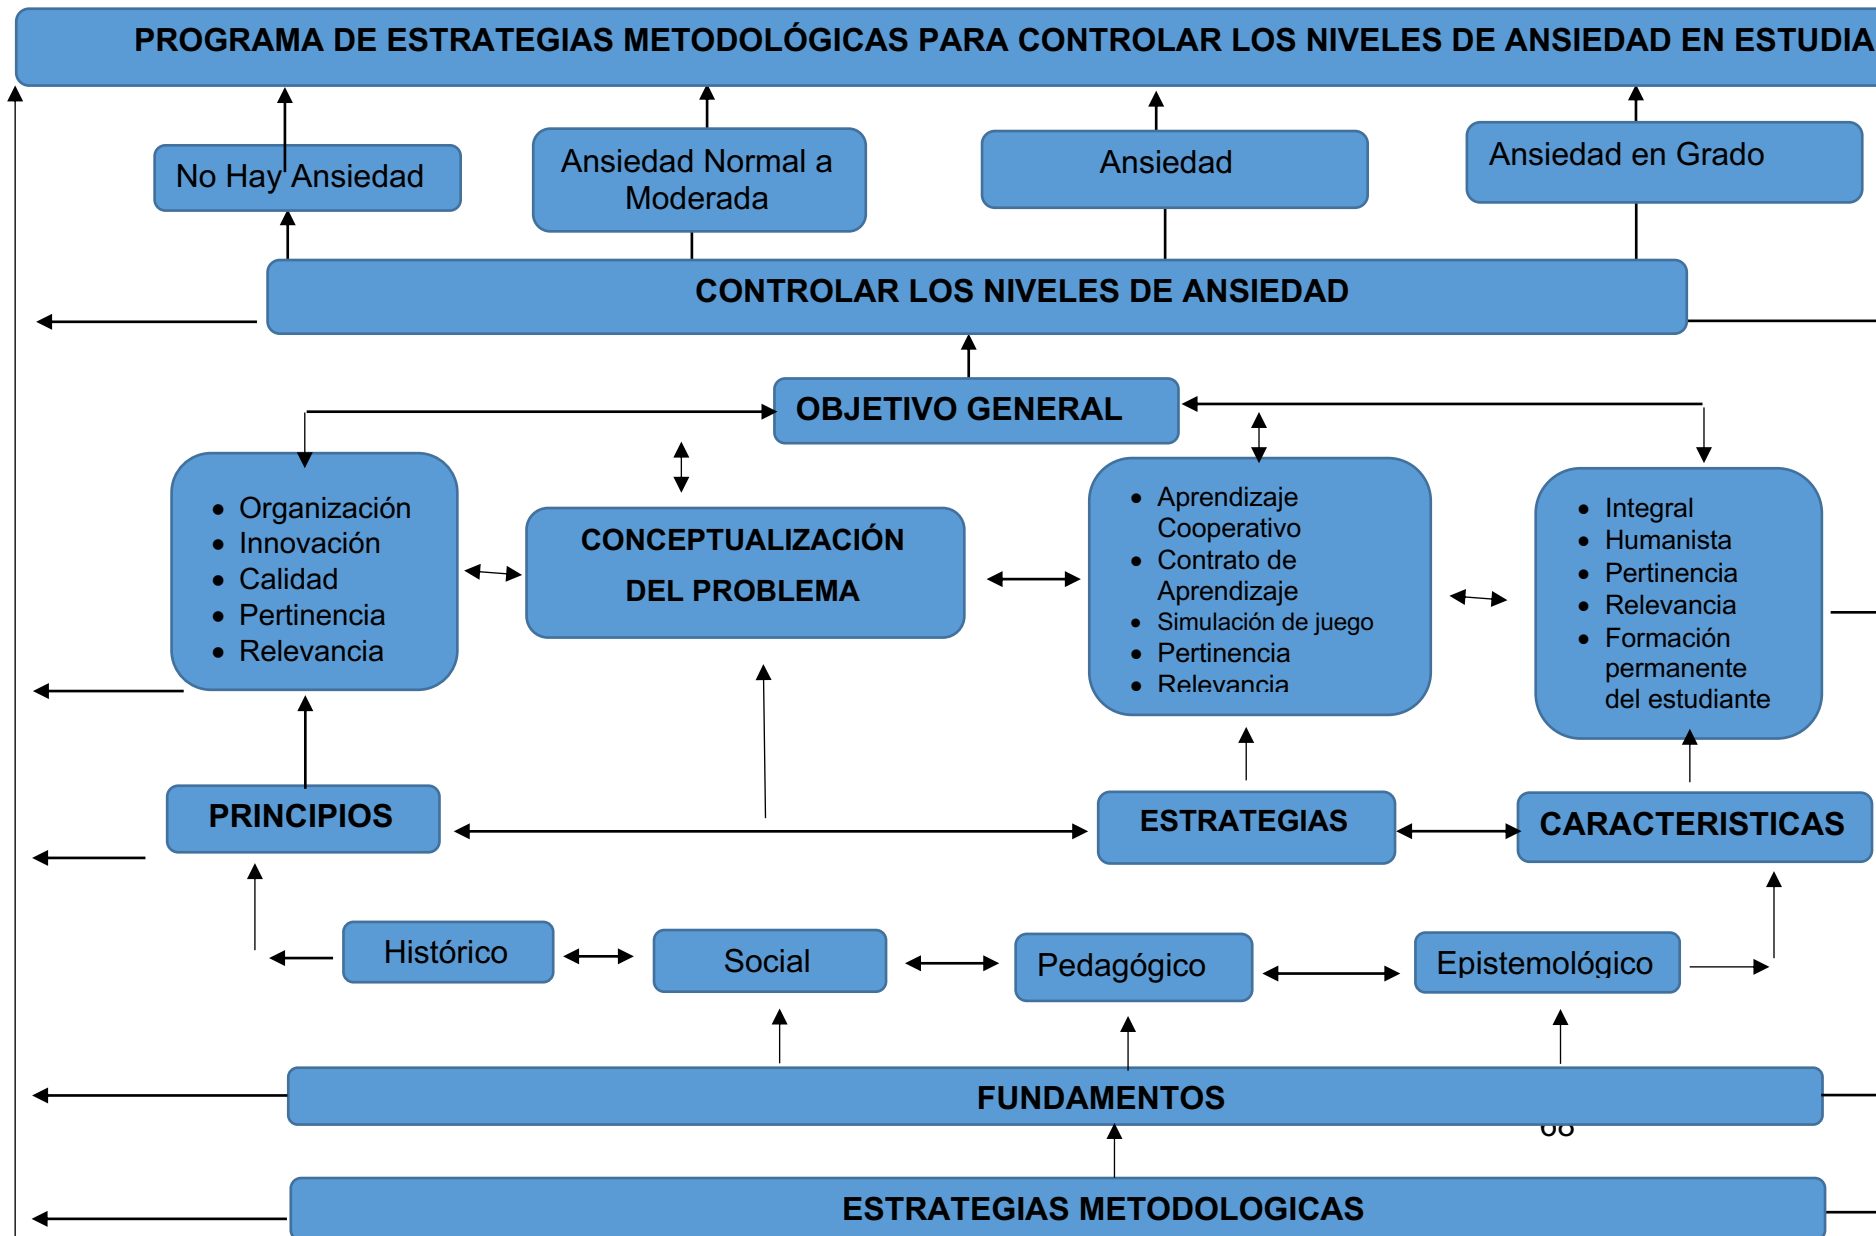 PROGRAMA DE ESTRATEGIAS METODOLÓGICAS PARA CONTROLAR LOS NIVELES DE ANSIEDAD EN ESTUDIA
No Hay Ansiedad
Ansiedad Normal a
Moderada
Ansiedad
Ansiedad en Grado
CONTROLAR LOS NIVELES DE ANSIEDAD
OBJETIVO GENERAL
• Organización
• Innovación
• Calidad
• Pertinencia
• Relevancia
CONCEPTUALIZACIÓN
DEL PROBLEMA
• Aprendizaje
Cooperativo
• Contrato de
Aprendizaje
• Simulación de juego
• Pertinencia
• Relevancia
• Integral
• Humanista
• Pertinencia
• Relevancia
• Formación
permanente
del estudiante
PRINCIPIOS
ESTRATEGIAS
CARACTERISTICAS
Histórico
Social
Pedagógico
Epistemológico
FUNDAMENTOS
ESTRATEGIAS METODOLOGICAS